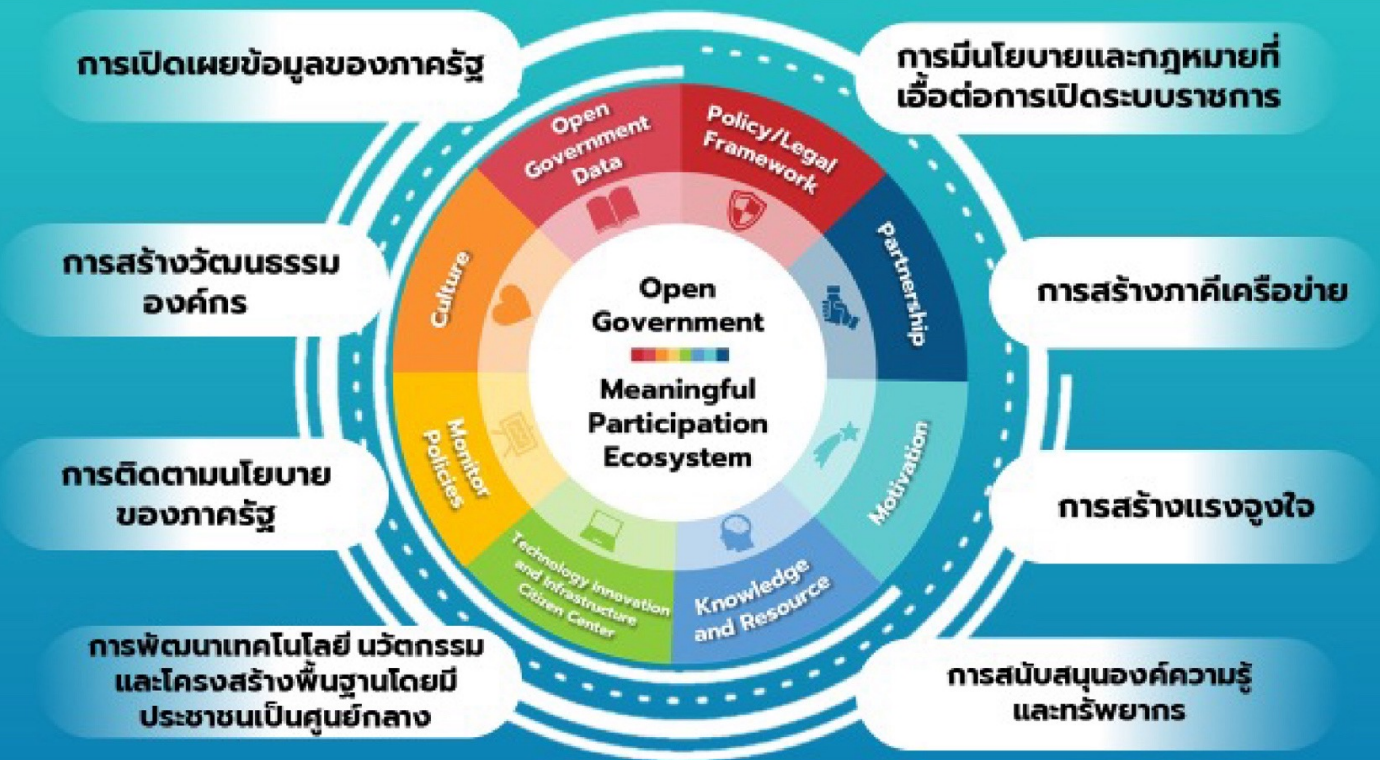 การเปิดเผยข้อมูลของภาครัฐ
การมีนโยบายและกฎหมายที่
เอื้อต่อการเปิดระบบราชการ
Open
Government
Data
Policy/Legal
Framework
การสร้างวัฒนธรรม
องค์กร
Culture
Partnership
การสร้างภาคีเครือข่าย
Open
Government
Meaningful
Participation
Ecosystem
การติดตามนโยบาย
ของภาครัฐ
Monitor
Policies
Motivation
การสร้างแรงจูงใจ
Technology Innovation
and Infrastructure
Citizen Center
Knowledge
and Resource
การพัฒนาเทคโนโลยี นวัตกรรม
และโครงสร้างพื้นฐานโดยมี
ประชาชนเป็นศูนย์กลาง
การสนับสนุนองค์ความรู้
และทรัพยากร